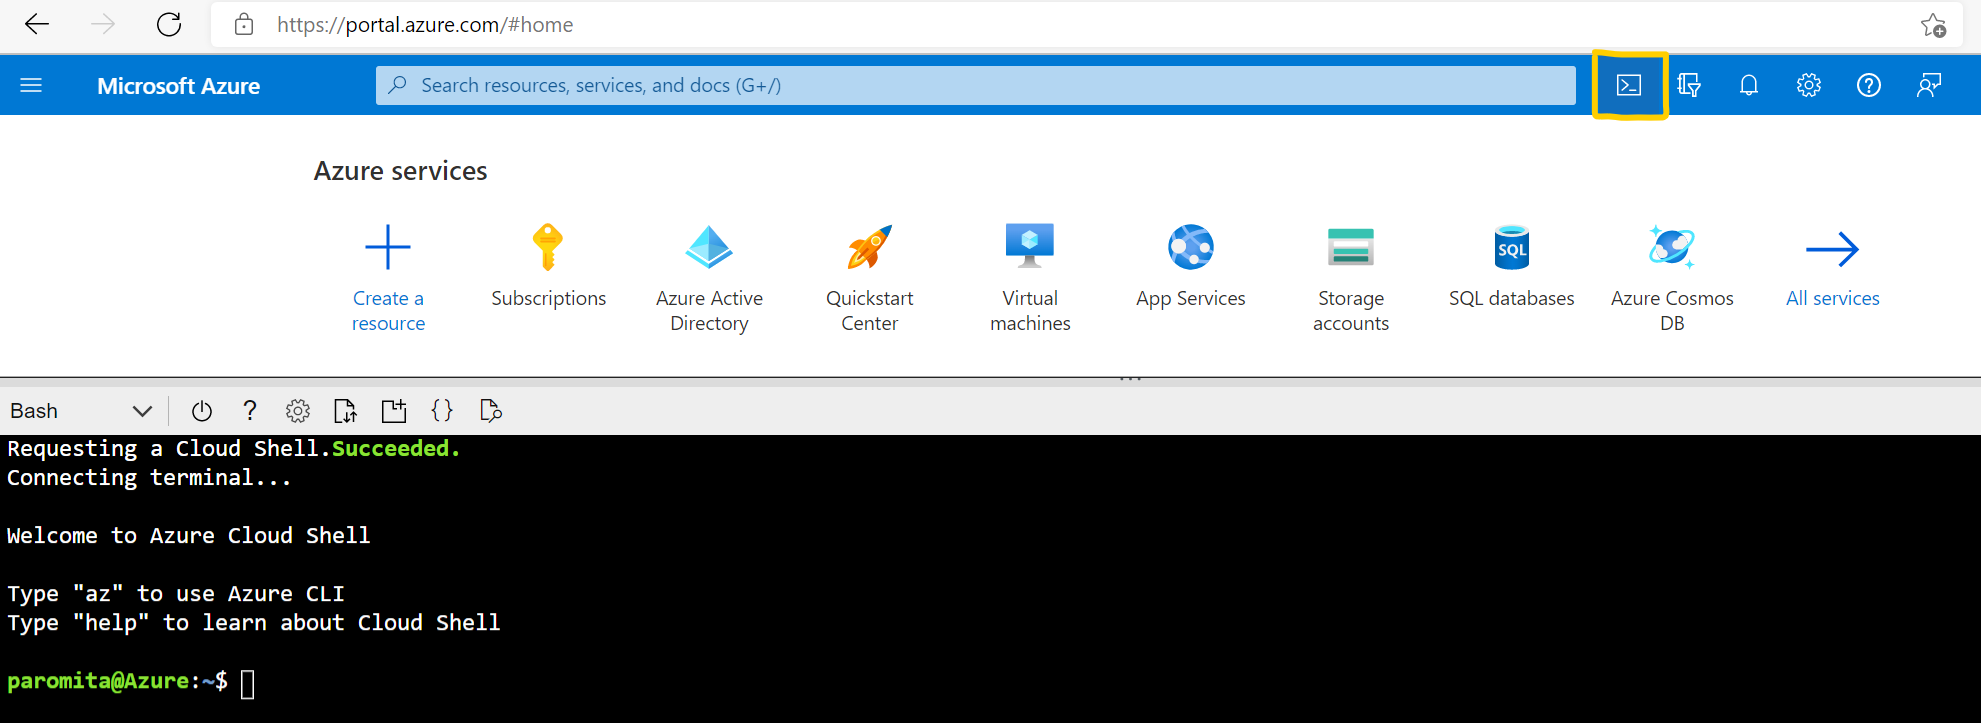 https://portal.azure.com/#home
Microsoft Azure
Search resources, services, and docs (G+/)
Azure services
Create a
resource
Subscriptions
Azure Active
Directory
Quickstart
Center
Virtual
machines
App Services
Storage
accounts
SQL
SQL databases
Azure Cosmos
DB
All services
Bash
Requesting a Cloud Shell.Succeeded.
Connecting terminal...
Welcome to Azure Cloud Shell
Type "az" to use Azure CLI
Type "help" to learn about Cloud Shell
paromita@Azure:~$